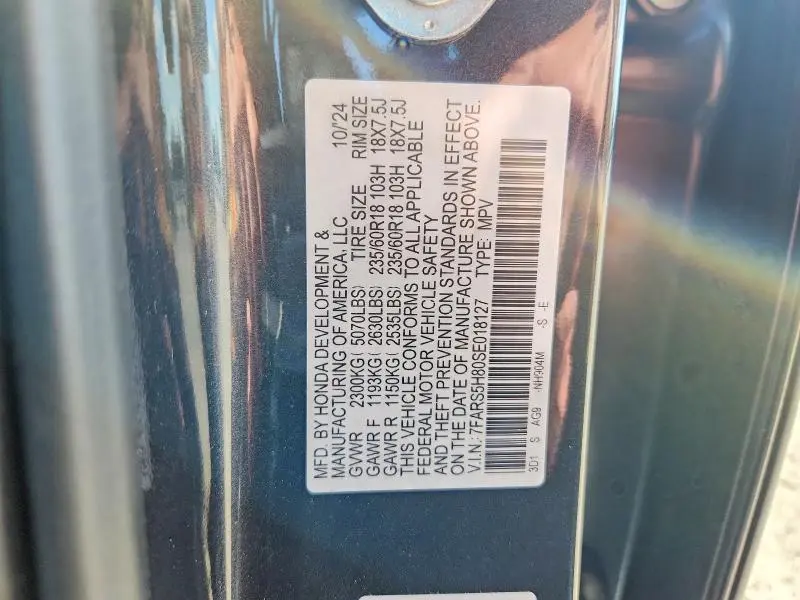 MFD. BY HONDA DEVELOPMENT &
MANUFACTURING OF AMERICA, LLC 10/'24
GVWR 2300KG( 5070LBS) TIRE SIZE RIM SIZE
GAWR F 1193KG( 2630LBS) 235/60R18 103H 18X7.5J
GAWR R 1150KG( 2535LBS) 235/60R18 103H 18X7.5J
THIS VEHICLE CONFORMS TO ALL APPLICABLE
FEDERAL MOTOR VEHICLE SAFETY
AND THEFT PREVENTION STANDARDS IN EFFECT
ON THE DATE OF MANUFACTURE SHOWN ABOVE.
V.I.N.: 7FARS5H80SE018127 TYPE: MPV
3D1 S AG9 -NH904M -S -E